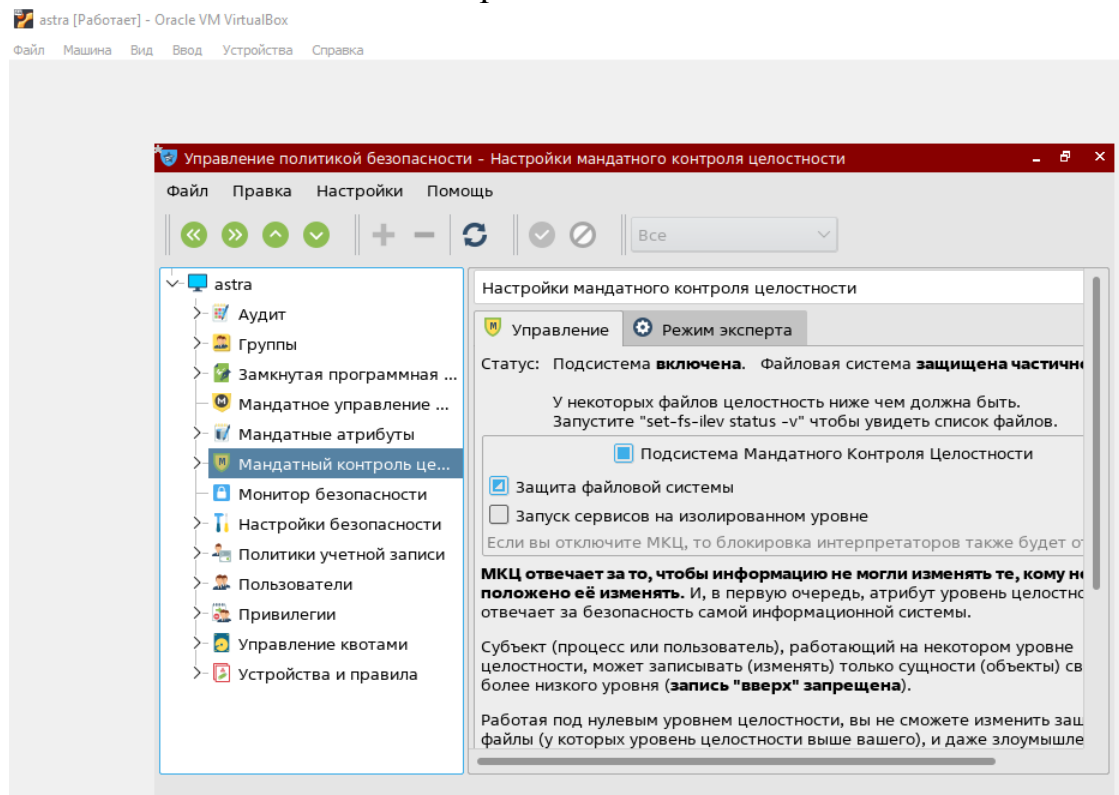 astra [Работает] - Oracle VM VirtualBox
Файл Машина Вид Ввод Устройства Справка
Управление политикой безопасности – Настройки мандатного контроля целостности
Файл Правка Настройки Помощь
Все
astra
Аудит
Группы
Замкнутая программная ...
Мандатное управление ...
Мандатные атрибуты
Мандатный контроль це...
Монитор безопасности
Настройки безопасности
Политики учетной записи
Пользователи
Привилегии
Управление квотами
Устройства и правила
Настройки мандатного контроля целостности
Управление Режим эксперта
Статус: Подсистема включена. Файловая система защищена частично
У некоторых файлов целостность ниже чем должна быть.
Запустите "set-fs-ilev status -v" чтобы увидеть список файлов.
Подсистема Мандатного Контроля Целостности
Защита файловой системы
Запуск сервисов на изолированном уровне
Если вы отключите МКЦ, то блокировка интерпретаторов также будет
МКЦ отвечает за то, чтобы информацию не могли изменять те, кому
положено её изменять. И, в первую очередь, атрибут уровень
отвечает за безопасность самой информационной системы.
Субъект (процесс или пользователь), работающий на некотором уровне
целостности, может записывать (изменять) только сущности (объекты)
более низкого уровня (запись "вверх" запрещена).
Работая под нулевым уровнем целостности, вы не сможете изменить
файлы (у которых уровень целостности выше вашего), и даже